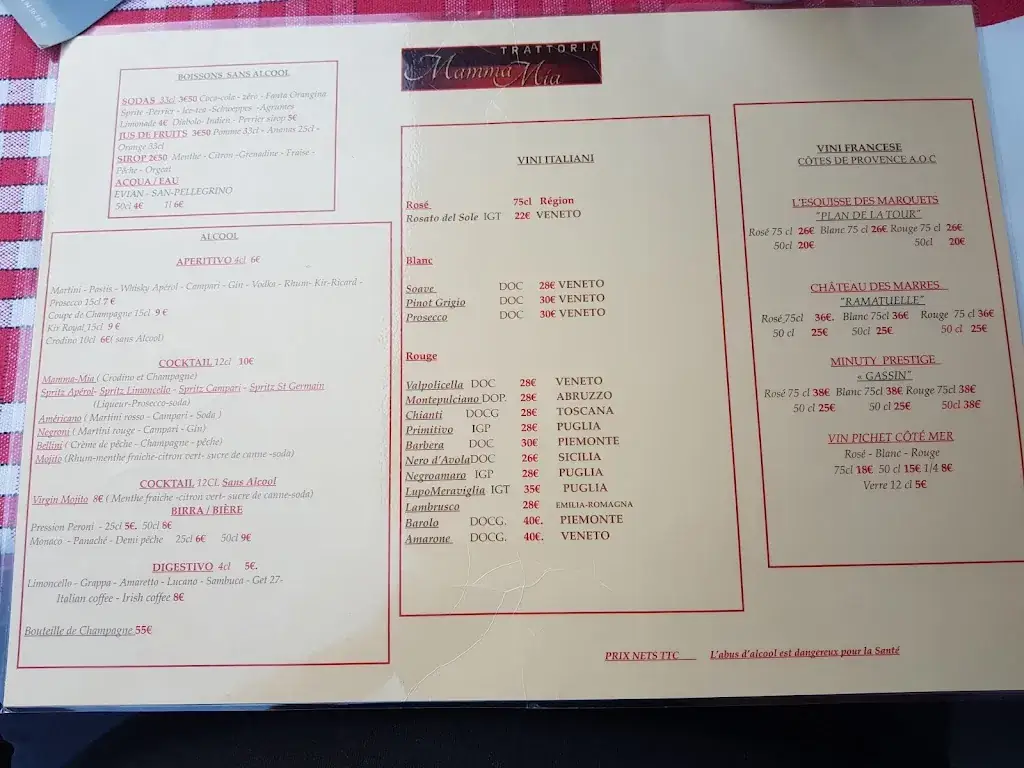 BOISSONS SANS ALCOOL
SODAS 33cl 3€50 Coca-cola - zéro - Fanta Orangina
Sprite -Perrier - Ice-tea -Schweppes -Agrumes
Limonade 4€ Diabolo- Indien - Perrier sirop 5€
JUS DE FRUITS 3€50 Pomme 33cl - Ananas 25cl -
Orange 33cl
SIROP 2€50 Menthe - Citron -Grenadine - Fraise -
Pêche - Orgeat
ACQUA / EAU
EVIAN - SAN-PELLEGRINO
50cl 4€ 1l 6€
ALCOOL
APERITIVO 4cl 6€
Martini - Pastis - Whisky Apérol - Campari - Gin - Vodka - Rhum- Kir-Ricard -
Prosecco 15cl 7 €
Coupe de Champagne 15cl 9 €
Kir Royal 15cl 9 €
Crodino 10cl 6€( sans Alcool)
COCKTAIL 12cl 10€
Mamma-Mia ( Crodino et Champagne)
Spritz Apérol- Spritz Limoncello - Spritz Campari - Spritz St Germain
(Liqueur-Prosecco-soda)
Américano ( Martini rosso - Campari - Soda )
Negroni ( Martini rouge - Campari - Gin)
Bellini ( Crème de pêche - Champagne - pêche)
Mojito (Rhum-menthe fraiche-citron vert- sucre de canne -soda)
COCKTAIL 12CL Sans Alcool
Virgin Mojito 8€ ( Menthe fraiche -citron vert- sucre de canne-soda)
BIRRA / BIÈRE
Pression Peroni - 25cl 5€. 50cl 8€
Monaco - Panaché - Demi pêche 25cl 6€ 50cl 9€
DIGESTIVO 4cl 5€.
Limoncello - Grappa - Amaretto - Lucano - Sambuca - Get 27-
Italian coffee - Irish coffee 8€
Bouteille de Champagne 55€
TRATTORIA
Mamma Mia
VINI ITALIANI
Rosé 75cl Région
Rosato del Sole IGT 22€ VENETO
Blanc
Soave DOC 28€ VENETO
Pinot Grigio DOC 30€ VENETO
Prosecco DOC 30€ VENETO
Rouge
Valpolicella DOC 28€ VENETO
Montepulciano DOP. 28€ ABRUZZO
Chianti DOCG 28€ TOSCANA
Primitivo IGP 28€ PUGLIA
Barbera DOC 30€ PIEMONTE
Nero d'Avola DOC 26€ SICILIA
Negroamaro IGP 28€ PUGLIA
LupoMeraviglia IGT 35€ PUGLIA
Lambrusco 28€ EMILIA-ROMAGNA
Barolo DOCG. 40€. PIEMONTE
Amarone DOCG. 40€. VENETO
VINI FRANCESE
CÔTES DE PROVENCE A.O.C
L'ESQUISSE DES MARQUETS
"PLAN DE LA TOUR"
Rosé 75 cl 26€ Blanc 75 cl 26€ Rouge 75 cl 26€
50cl 20€ 50cl 20€
CHÂTEAU DES MARRES
"RAMATUELLE"
Rosé 75cl 36€. Blanc 75cl 36€ Rouge 75 cl 36€
50 cl 25€ 50cl 25€ 50 cl 25€
MINUTY PRESTIGE
« GASSIN"
Rosé 75 cl 38€ Blanc 75cl 38€ Rouge 75cl 38€
50 cl 25€ 50 cl 25€ 50cl 38€
VIN PICHET CÔTÉ MER
Rosé - Blanc - Rouge
75cl 18€ 50 cl 15€ 1/4 8€
Verre 12 cl 5€
PRIX NETS TTC L'abus d'alcool est dangereux pour la Santé